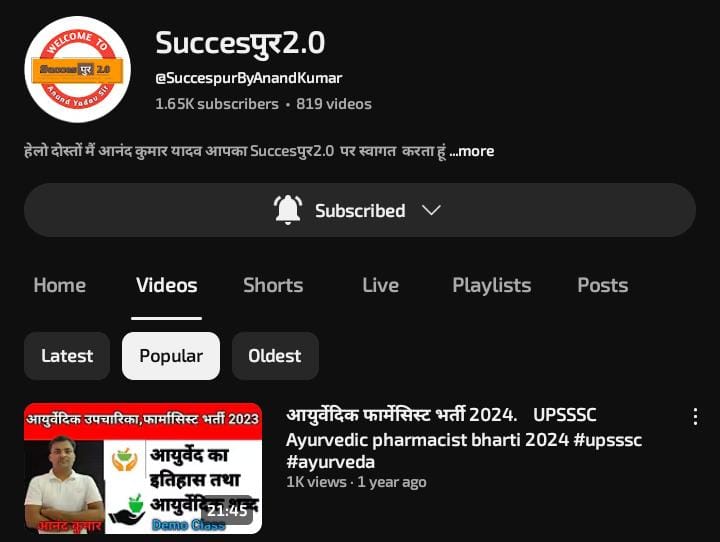 WELCOME TO
Succesपुर 2.0
Anand Yadav Sir
Succesपुर2.0
@SuccespurByAnandKumar
1.65K subscribers • 819 videos
हेलो दोस्तों मैं आनंद कुमार यादव आपका Succesपुर2.0 पर स्वागत करता हूं ...more
Subscribed
Home Videos Shorts Live Playlists Posts
Latest Popular Oldest
आयुर्वेदिक उपचारिका,फार्मासिस्ट भर्ती 2023
आयुर्वेद का
इतिहास तथा
आयुर्वेदिक
21:45
आनंद कुमार
Demo Class
आयुर्वेदिक फार्मेसिस्ट भर्ती 2024. UPSSSC
Ayurvedic pharmacist bharti 2024 #upsssc
#ayurveda
1K views · 1 year ago